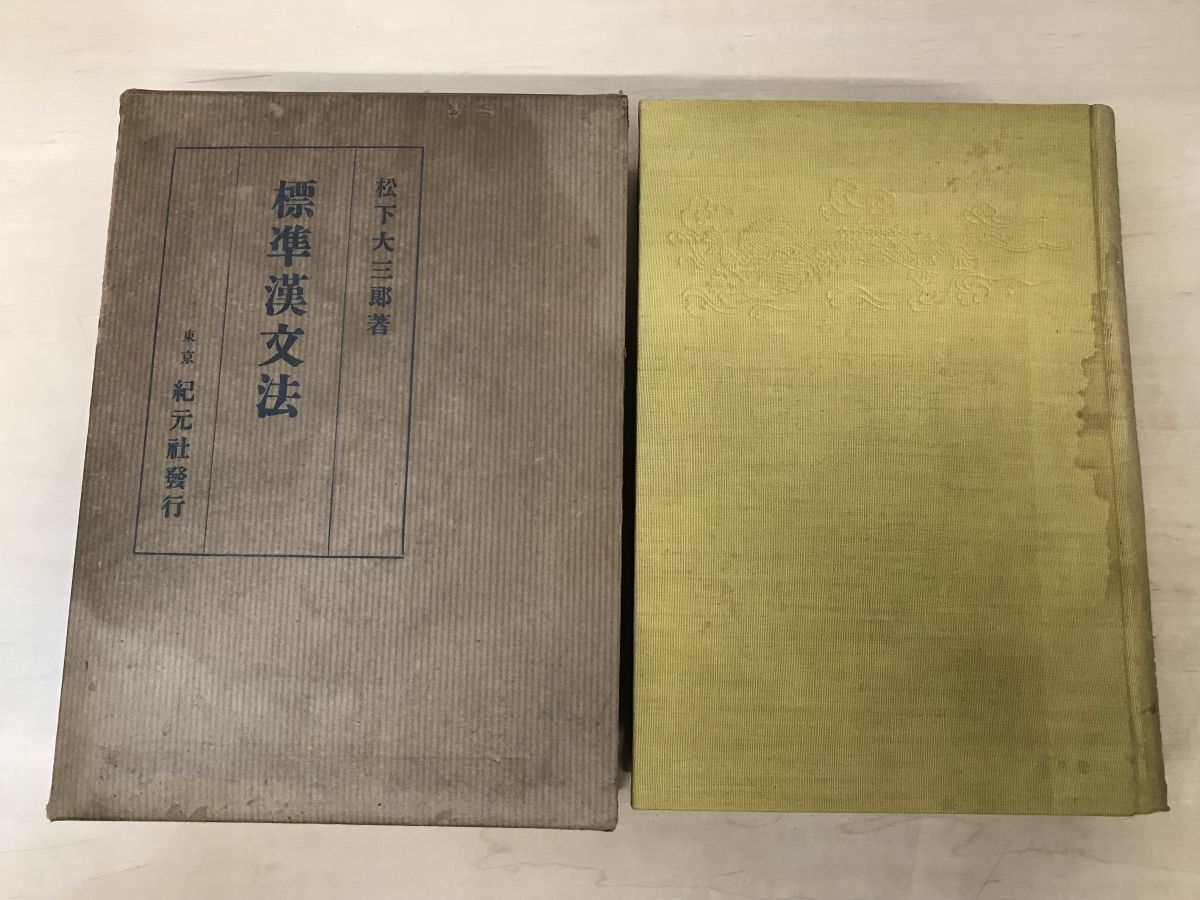 松下大三郎著
標準漢文法
東京 紀元社發行